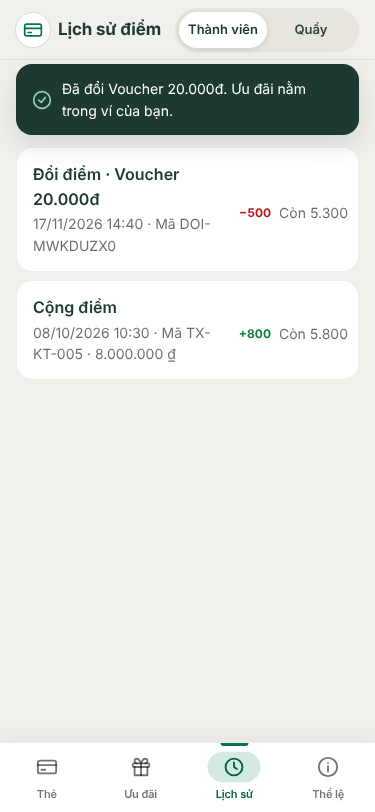 Lịch sử điểm
Thành viên
Quầy
Đã đổi Voucher 20.000đ. Ưu đãi nằm
trong ví của bạn.
Đổi điểm · Voucher
20.000đ
17/11/2026 14:40 · Mã DOI-
MWKDUZX0
−500 Còn 5.300
Cộng điểm
08/10/2026 10:30 · Mã TX-
KT-005 · 8.000.000 ₫
+800 Còn 5.800
Thẻ
Ưu đãi
Lịch sử
Thể lệ